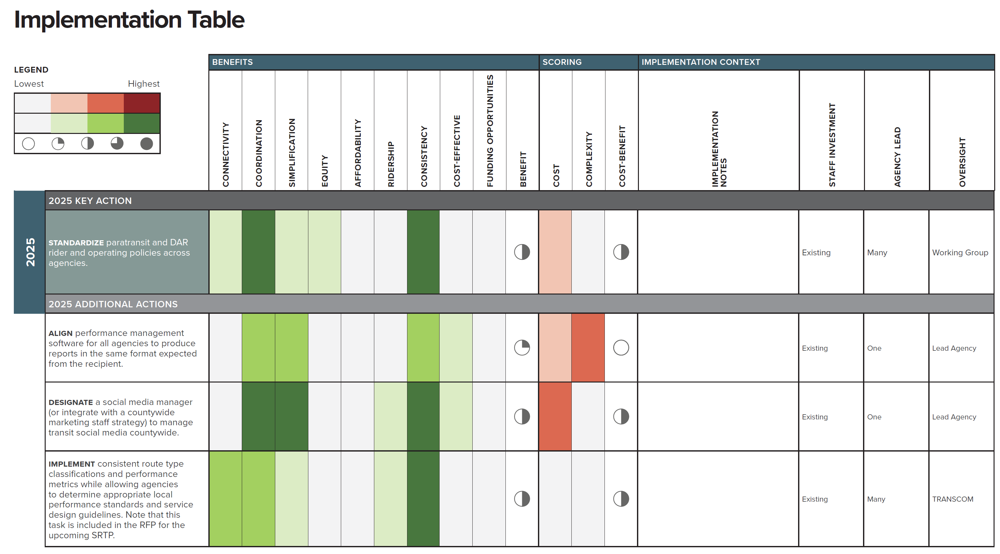 Implementation Table
LEGEND
Lowest Highest
BENEFITS SCORING IMPLEMENTATION CONTEXT
CONNECTIVITY
COORDINATION
SIMPLIFICATION
EQUITY
AFFORDABILITY
RIDERSHIP
CONSISTENCY
COST-EFFECTIVE
FUNDING OPPORTUNITIES
BENEFIT
COST
COMPLEXITY
COST-BENEFIT
IMPLEMENTATION
NOTES
STAFF INVESTMENT
AGENCY LEAD
OVERSIGHT
2025
2025 KEY ACTION
STANDARDIZE paratransit and DAR
rider and operating policies across
agencies.
Existing Many Working Group
2025 ADDITIONAL ACTIONS
ALIGN performance management
software for all agencies to produce
reports in the same format expected
from the recipient.
Existing One Lead Agency
DESIGNATE a social media manager
(or integrate with a countywide
marketing staff strategy) to manage
transit social media countywide.
Existing One Lead Agency
IMPLEMENT consistent route type
classifications and performance
metrics while allowing agencies
to determine appropriate local
performance standards and service
design guidelines. Note that this
task is included in the RFP for the
upcoming SRTP.
Existing Many TRANSCOM